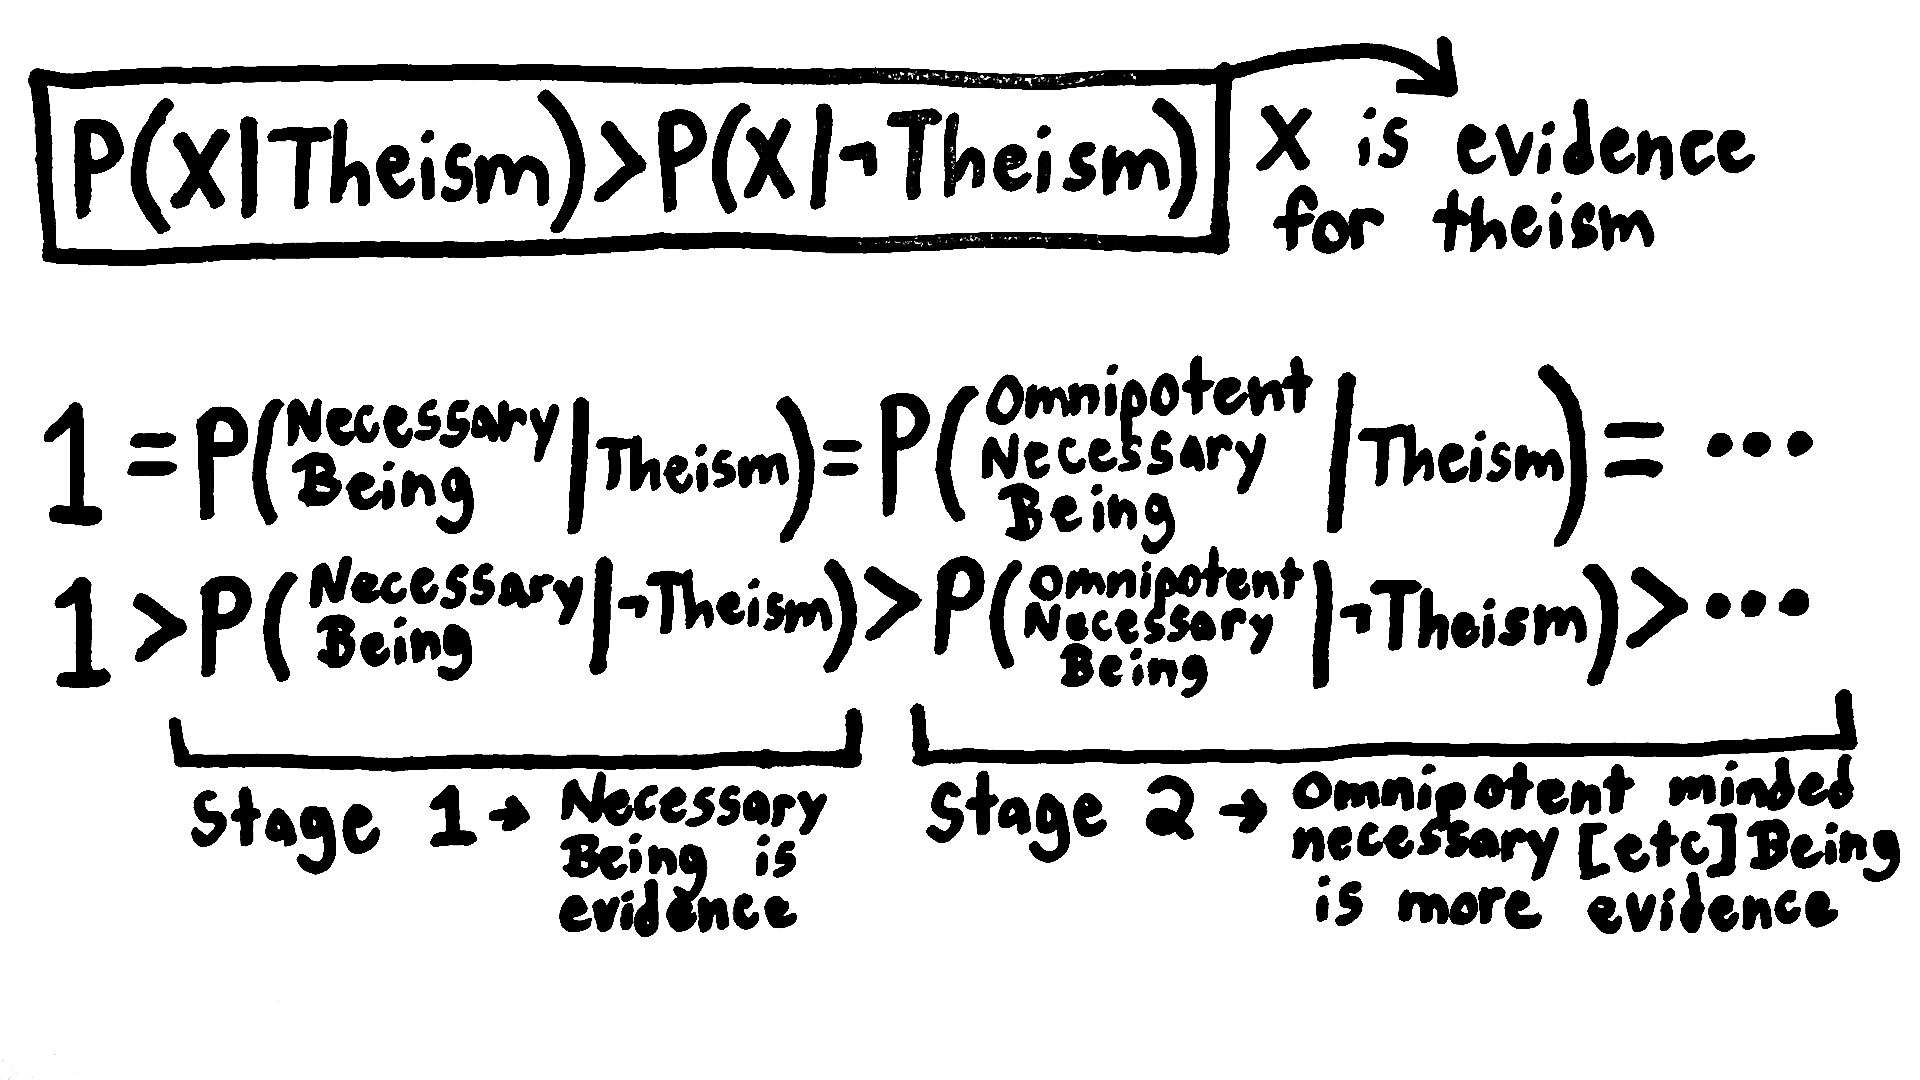 P(X|Theism)>P(X|¬Theism)
X is evidence
for theism
1=P(Necessary Being|Theism)=P(Omnipotent Necessary Being|Theism)=•••
1>P(Necessary Being|¬Theism)>P(Omnipotent Necessary Being|¬Theism)>•••
Stage 1→ Necessary
Being is
evidence
Stage 2→ Omnipotent minded
necessary [etc] Being
is more evidence